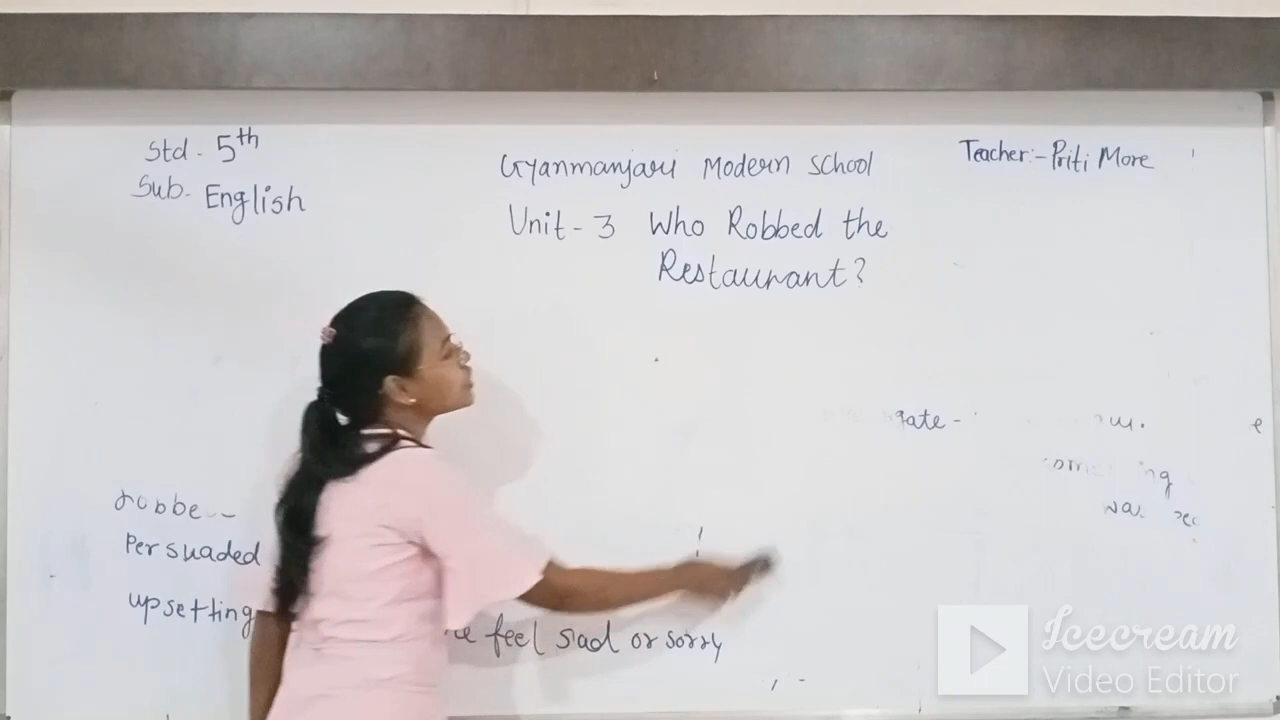 Std - 5th
Sub - English
Gyanmanjari Modern School
Teacher:- Priti More
Unit - 3 Who Robbed the
Restaurant?
gate -
Persuaded
upsetting
feel sad or sorry
Icecream
Video Editor